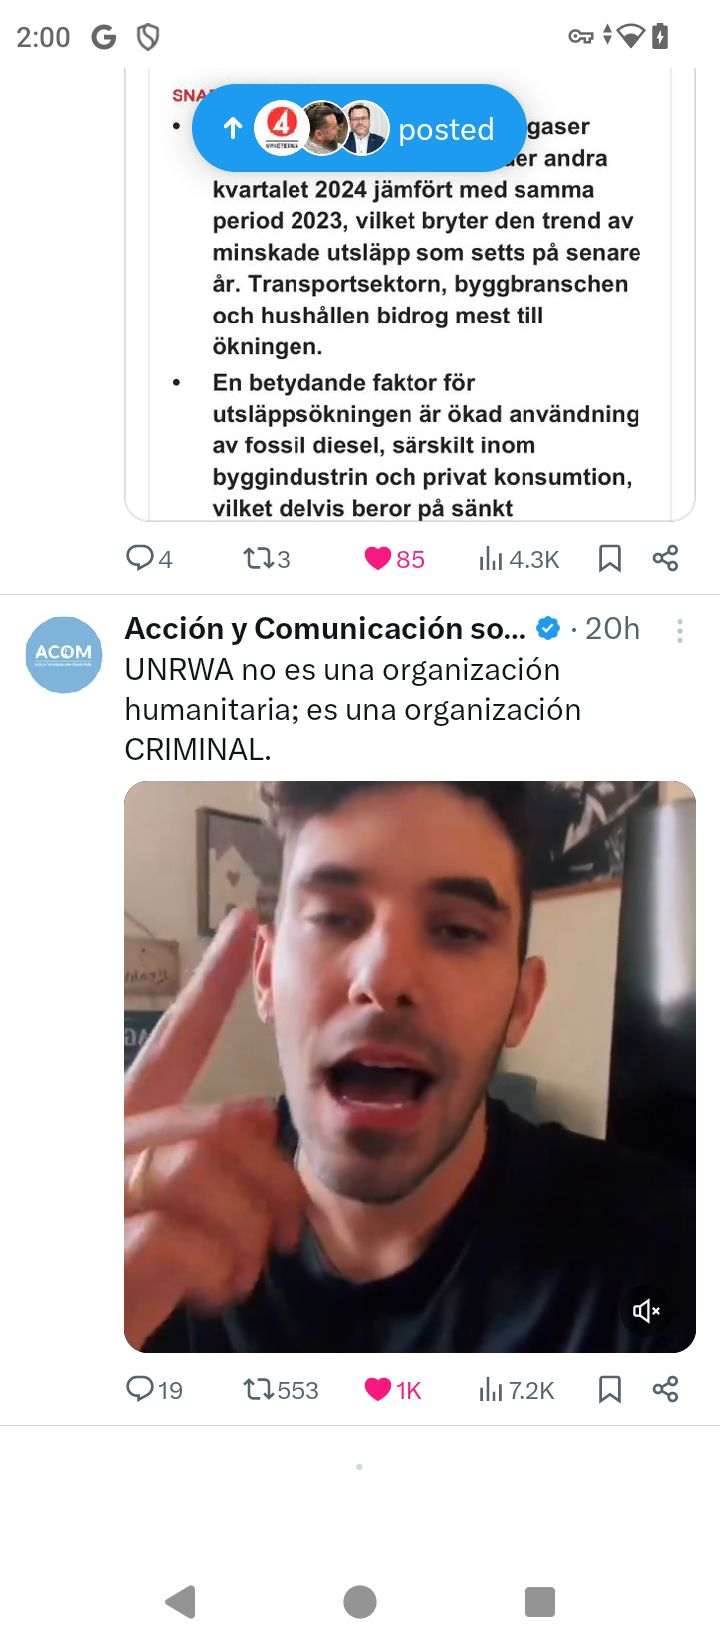 2:00
SNA
posted
gaser
der andra
kvartalet 2024 jämfört med samma
period 2023, vilket bryter den trend av
minskade utsläpp som setts på senare
år. Transportsektorn, byggbranschen
och hushållen bidrog mest till
ökningen.
• En betydande faktor för
utsläppsökningen är ökad användning
av fossil diesel, särskilt inom
byggindustrin och privat konsumtion,
vilket delvis beror på sänkt
4 3 85 4.3K
Acción y Comunicación so... · 20h
ACOM
UNRWA no es una organización
humanitaria; es una organización
CRIMINAL.
19 553 1K 7.2K